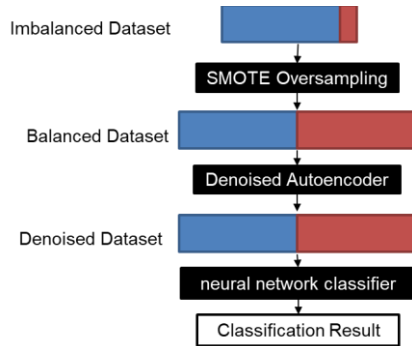 Imbalanced Dataset
SMOTE Oversampling
Balanced Dataset
Denoised Autoencoder
Denoised Dataset
neural network classifier
Classification Result